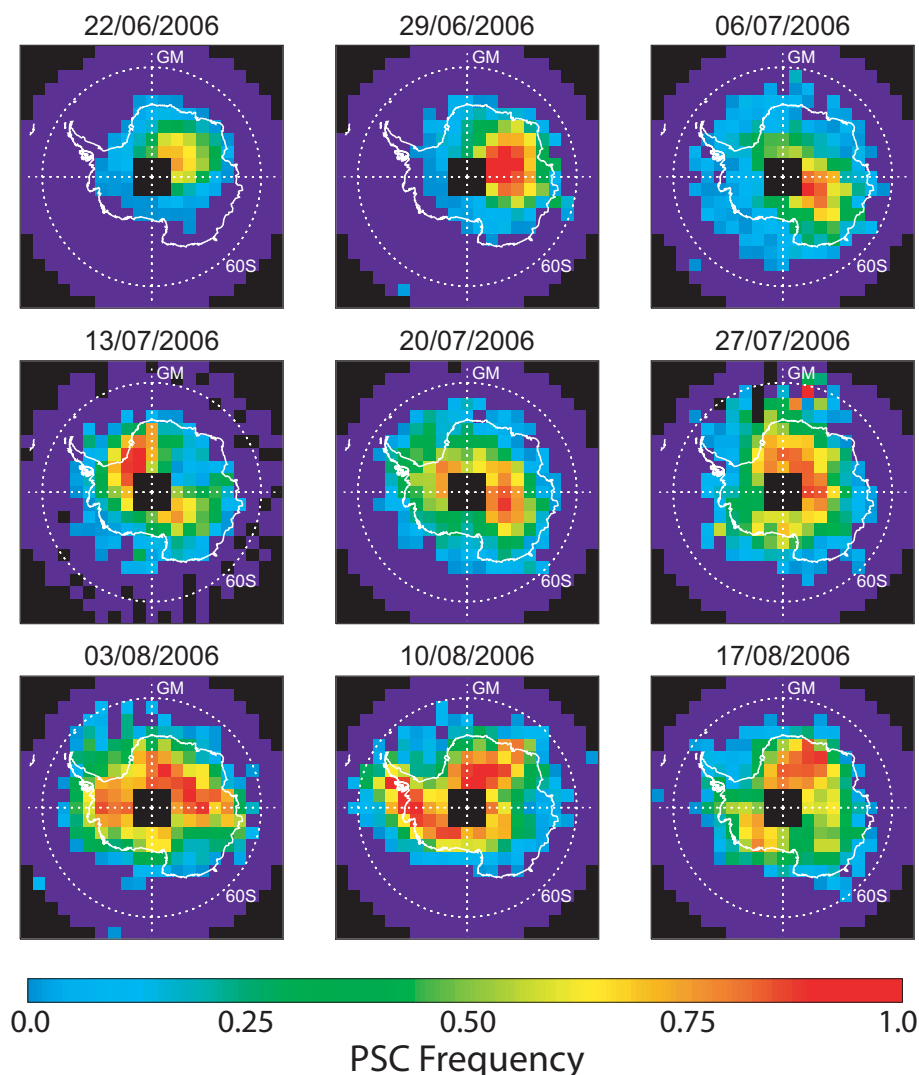 22/06/2006 29/06/2006 06/07/2006
GM GM GM
60S 60S 60S
13/07/2006 20/07/2006 27/07/2006
GM GM GM
60S 60S 60S
03/08/2006 10/08/2006 17/08/2006
GM GM GM
60S 60S 60S
0.0 0.25 0.50 0.75 1.0
PSC Frequency